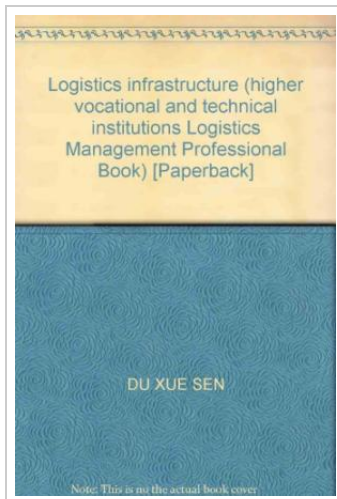 Logistics infrastructure (higher
vocational and technical
institutions Logistics
Management Professional
Book) [Paperback]
DU XUE SEN
Note: This is no the actual book cover